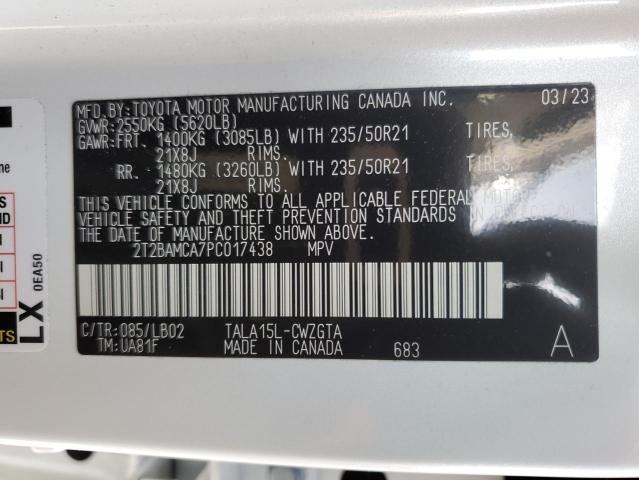 MFD. BY: TOYOTA MOTOR MANUFACTURING CANADA INC. 03/23
GVWR: 2550KG (5620LB)
GAWR: FRT. 1400KG (3085LB) WITH 235/50R21 TIRES,
21X8J RIMS.
RR. 1480KG (3260LB) WITH 235/50R21 TIRES,
21X8J RIMS.
THIS VEHICLE CONFORMS TO ALL APPLICABLE FEDERAL MOTOR
VEHICLE SAFETY AND THEFT PREVENTION STANDARDS IN
THE DATE OF MANUFACTURE SHOWN ABOVE.
2T2BAMCA7PC017438 MPV
C/TR: 085/LB02 TALA15L-CWZGTA A
TM: UA81F MADE IN CANADA 683
LX
0EA50